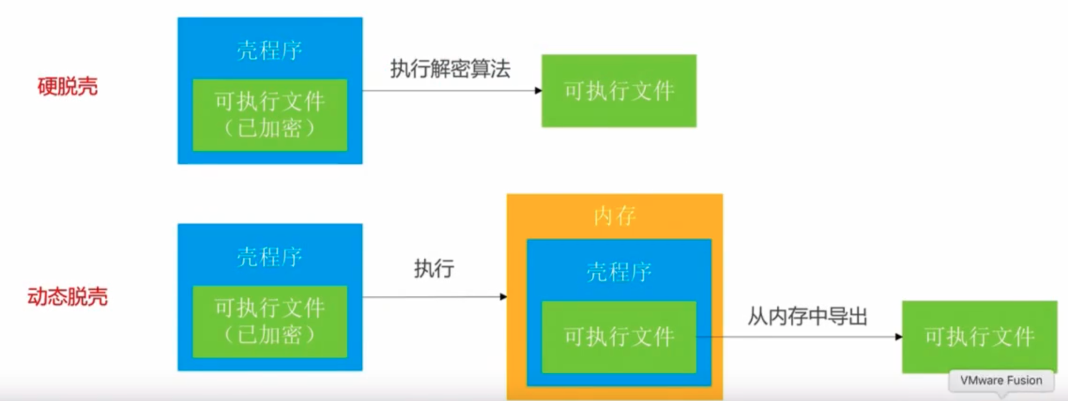 壳程序
硬脱壳
可执行文件
（已加密）
执行解密算法
可执行文件
内存
壳程序
壳程序
动态脱壳
可执行文件
（已加密）
执行
可执行文件
从内存中导出
可执行文件
VMware Fusion